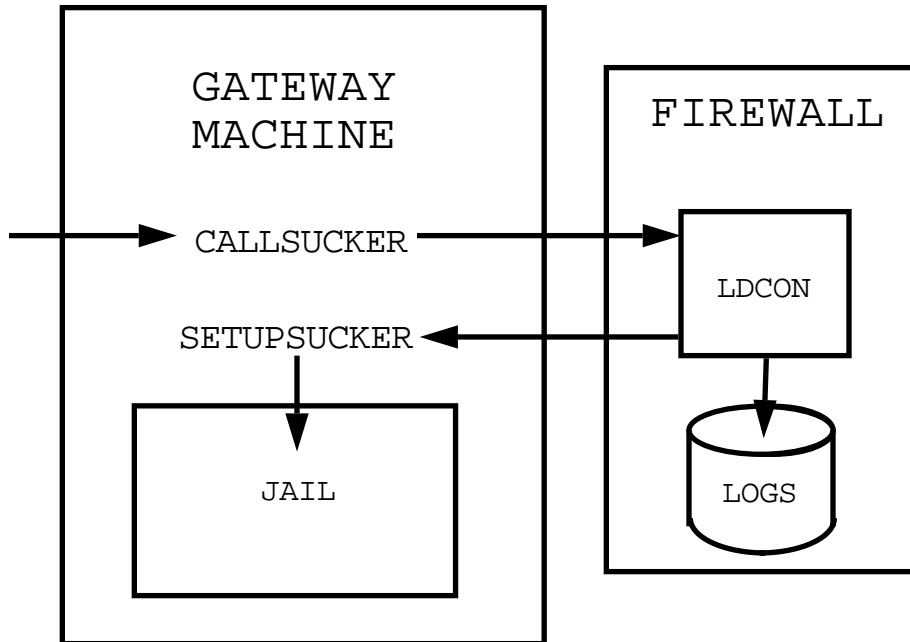 GATEWAY
MACHINE
FIREWALL
CALLSUCKER
LDCON
SETUPSUCKER
JAIL
LOGS